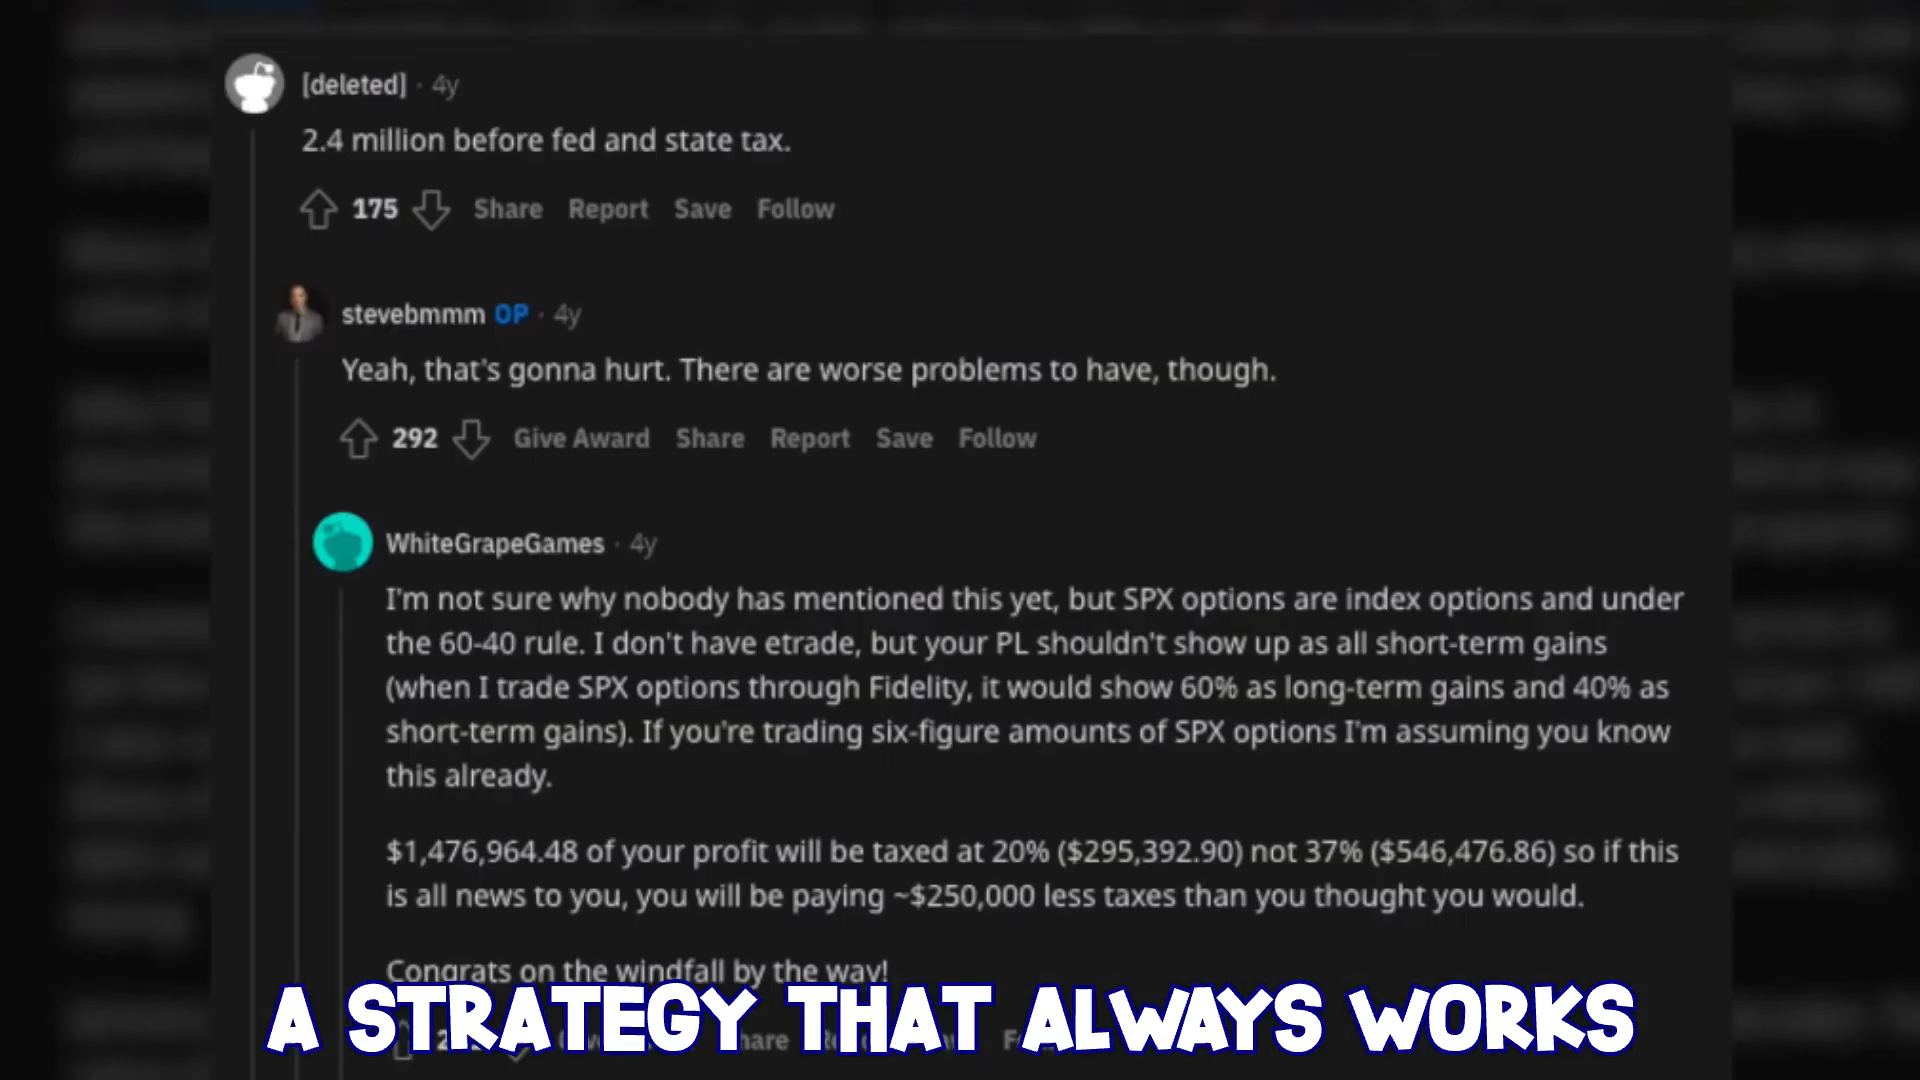 [deleted] · 4y
2.4 million before fed and state tax.
175 Share Report Save Follow
stevebmmm OP · 4y
Yeah, that's gonna hurt. There are worse problems to have, though.
292 Give Award Share Report Save Follow
WhiteGrapeGames · 4y
I'm not sure why nobody has mentioned this yet, but SPX options are index options and under
the 60-40 rule. I don't have etrade, but your PL shouldn't show up as all short-term gains
(when I trade SPX options through Fidelity, it would show 60% as long-term gains and 40% as
short-term gains). If you're trading six-figure amounts of SPX options I'm assuming you know
this already.
$1,476,964.48 of your profit will be taxed at 20% ($295,392.90) not 37% ($546,476.86) so if this
is all news to you, you will be paying ~$250,000 less taxes than you thought you would.
Congrats on the windfall by the way!
A STRATEGY THAT ALWAYS WORKS